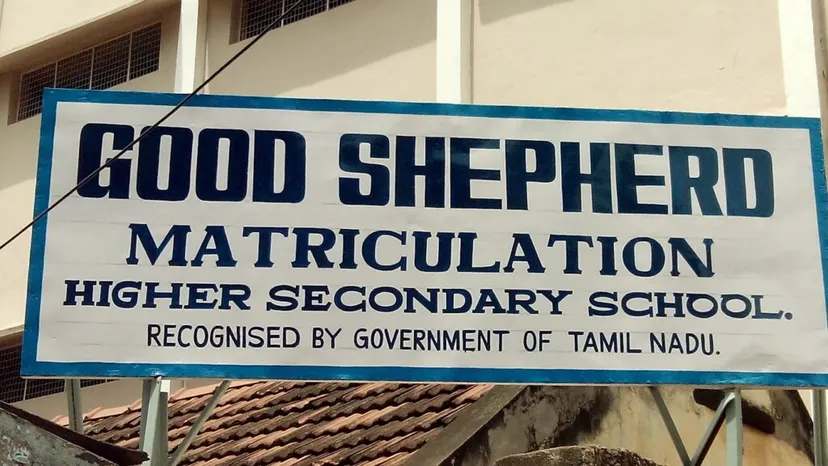 GOOD SHEPHERD
MATRICULATION
HIGHER SECONDARY SCHOOL.
RECOGNISED BY GOVERNMENT OF TAMIL NADU.